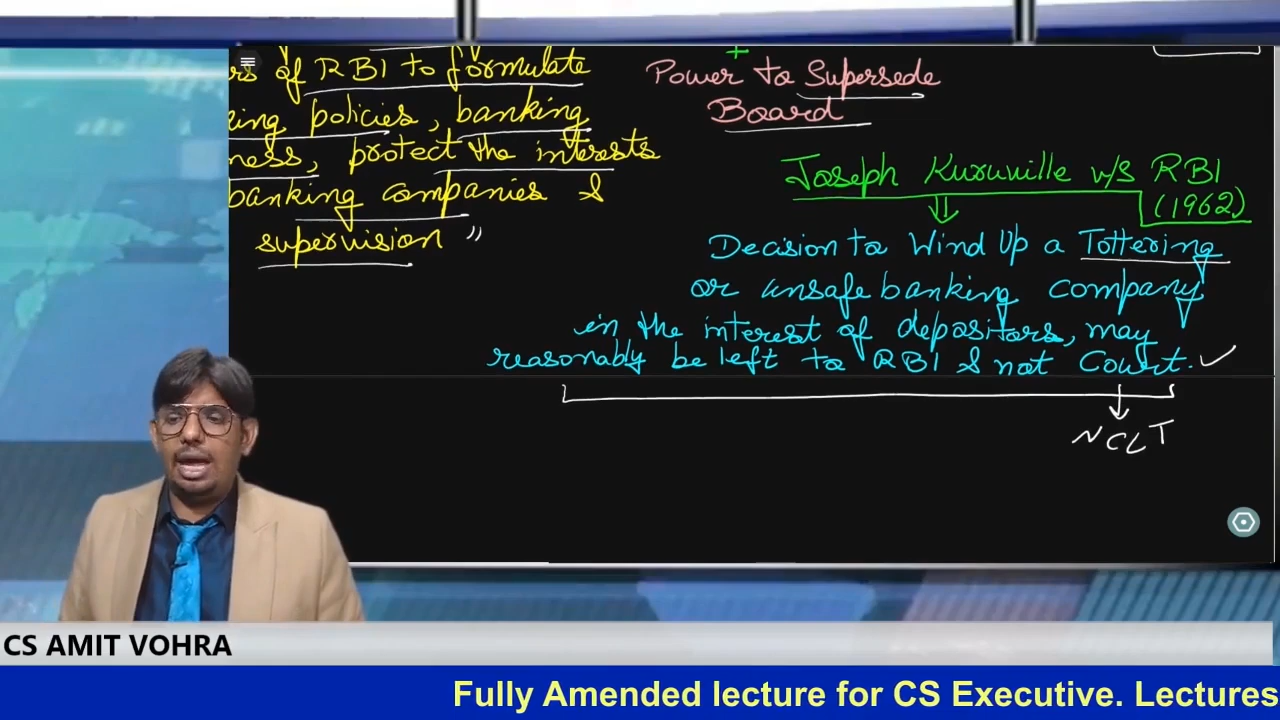 rs of RBI to formulate
ing policies, banking
ness, protect the interests
banking companies &
supervision "
+
Power to Supersede
Board
Joseph Kuruville v/s RBI
(1962)
Decision to Wind Up a Tottering
or unsafe banking company
in the interest of depositors, may
reasonably be left to RBI & not Court.
NCLT
CS AMIT VOHRA
Fully Amended lecture for CS Executive. Lectures